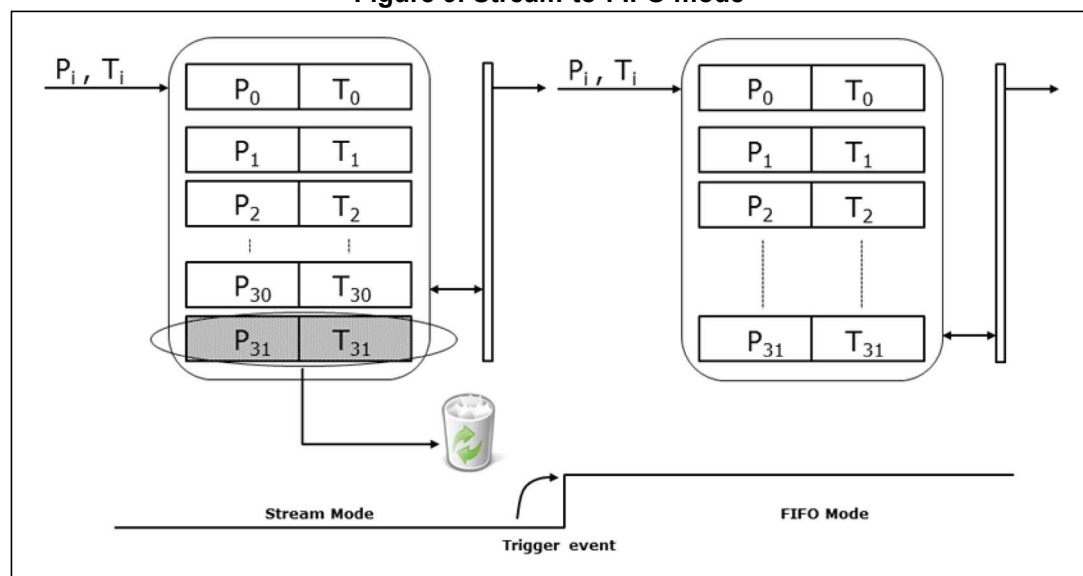 Figure 9. Stream-to-FIFO mode
Pi , Ti
P0 T0
P1 T1
P2 T2
P30 T30
P31 T31
Pi , Ti
P0 T0
P1 T1
P2 T2
P31 T31
Stream Mode
Trigger event
FIFO Mode